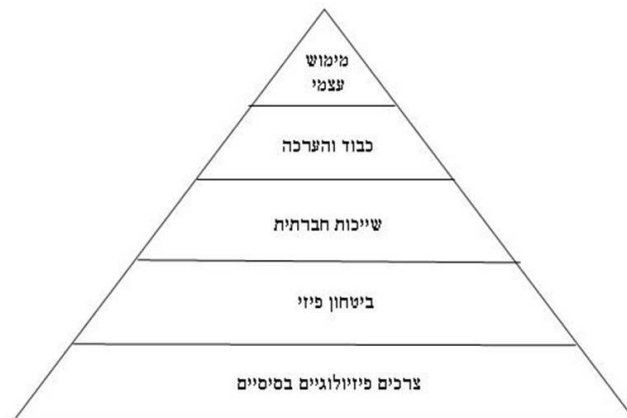 מימוש
עצמי
כבוד והערכה
שייכות חברתית
ביטחון פיזי
צרכים פיזיולוגיים בסיסיים